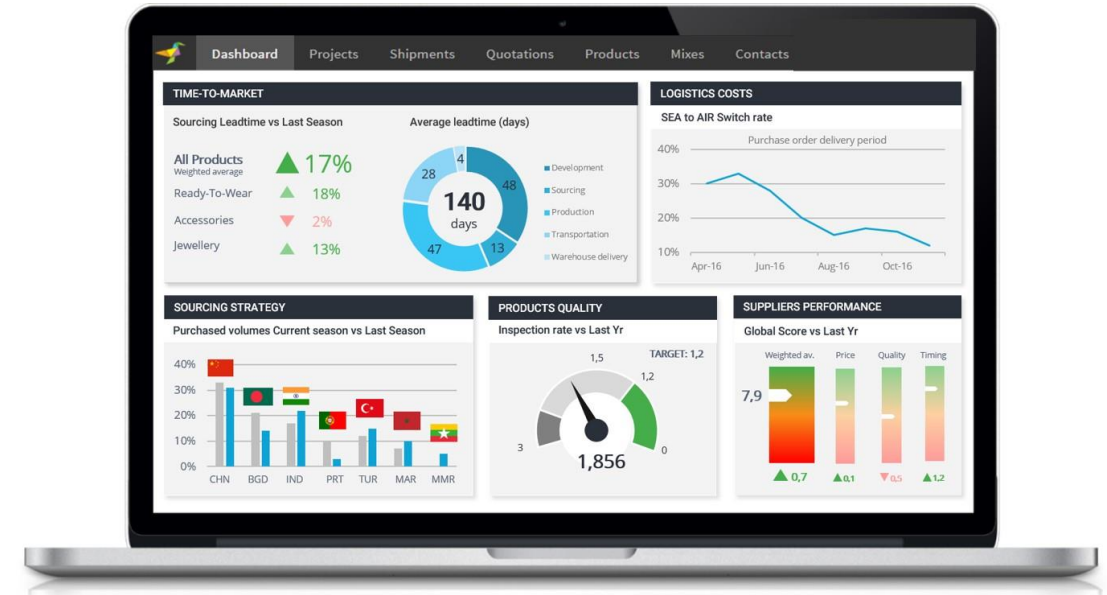 Dashboard Projects Shipments Quotations Products Mixes Contacts
TIME-TO-MARKET
Sourcing Leadtime vs Last Season
All Products 17%
Weighted average
Ready-To-Wear 18%
Accessories 2%
Jewellery 13%
Average leadtime (days)
4
28
48
140
days
47
13
Development
Sourcing
Production
Transportation
Warehouse delivery
LOGISTICS COSTS
SEA to AIR Switch rate
Purchase order delivery period
40%
30%
20%
10%
Apr-16 Jun-16 Aug-16 Oct-16
SOURCING STRATEGY
Purchased volumes Current season vs Last Season
40%
30%
20%
10%
0%
CHN BGD IND PRT TUR MAR MMR
PRODUCTS QUALITY
Inspection rate vs Last Yr
TARGET: 1,2
1,5
1,2
3
0
1,856
SUPPLIERS PERFORMANCE
Global Score vs Last Yr
Weighted av. Price Quality Timing
7,9
0,7 0,1 0,5 1,2